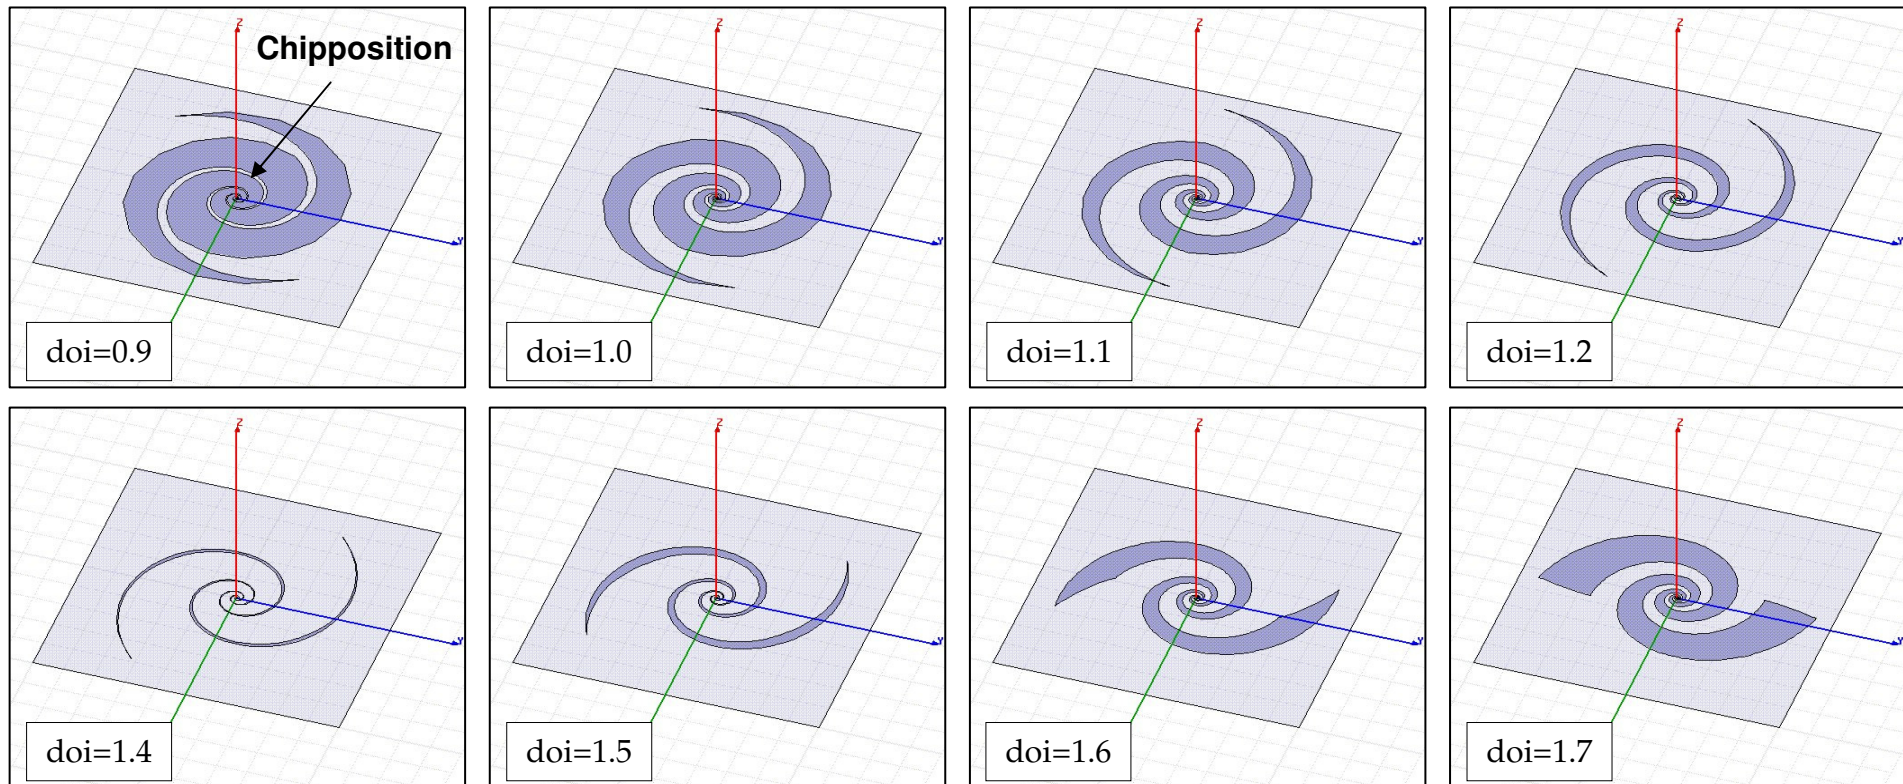 Z
Chipposition
Y
doi=0.9
Z
Y
doi=1.0
Z
Y
doi=1.1
Z
Y
doi=1.2
Z
Y
doi=1.4
Z
Y
doi=1.5
Z
Y
doi=1.6
Z
Y
doi=1.7